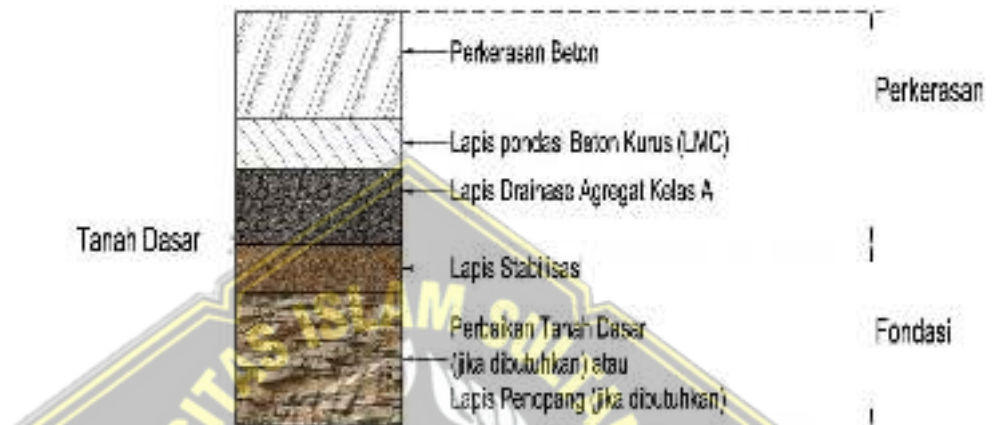 Perkerasan Beton
Perkerasan
Lapis pondasi Beton Kurus (LMC)
Lapis Drainase Agregat Kelas A
Tanah Dasar
Lapis Stabilisasi
Perbaikan Tanah Dasar
(jika dibutuhkan) atau
Lapis Penopang (jika dibutuhkan)
Fondasi
ISLAM